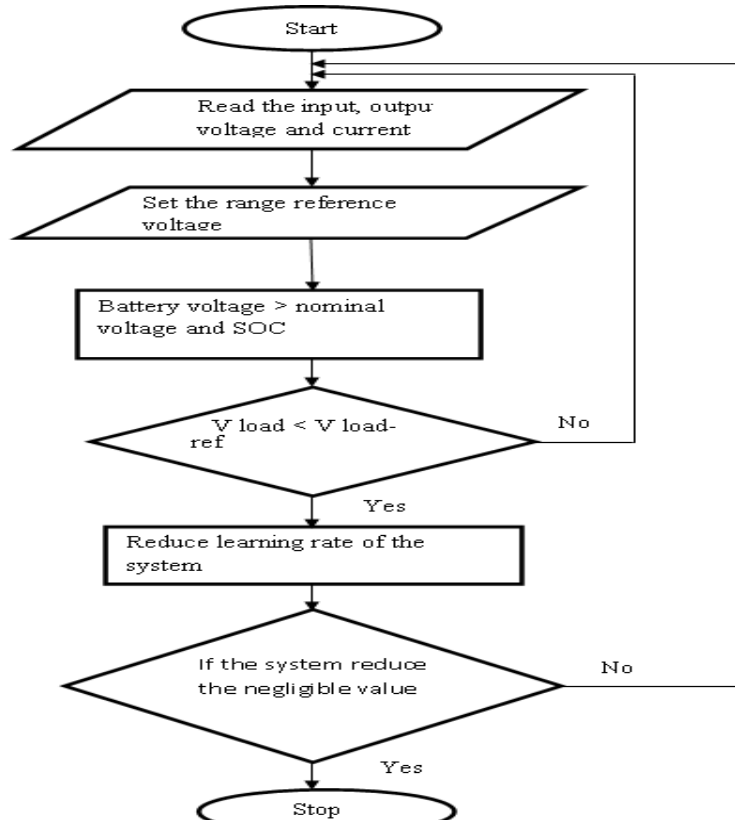 Start
Read the input, outpu
voltage and current
Set the range reference
voltage
Battery voltage > nominal
voltage and SOC
V load < V load-
ref
No
Yes
Reduce learning rate of the
system
If the system reduce
the negligible value
No
Yes
Stop